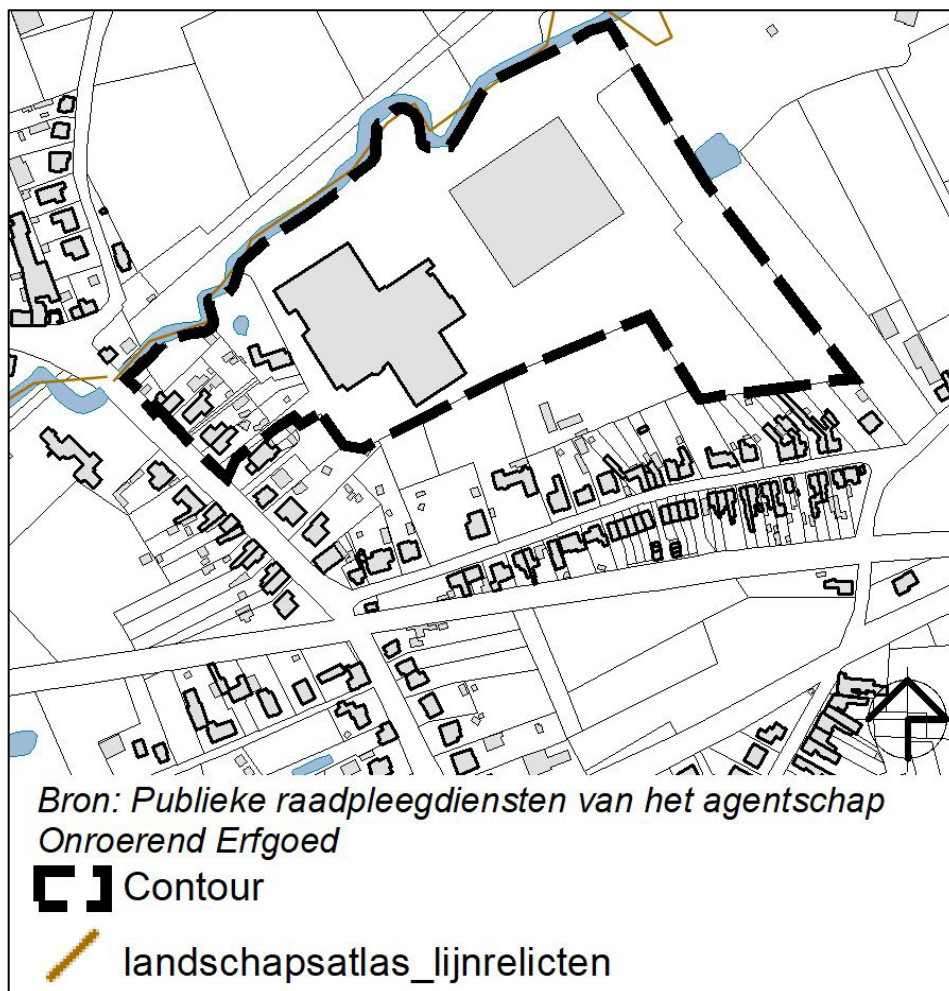 Bron: Publieke raadpleegdiensten van het agentschap
Onroerend Erfgoed
Contour
landschapsatlas_lijnrelicten